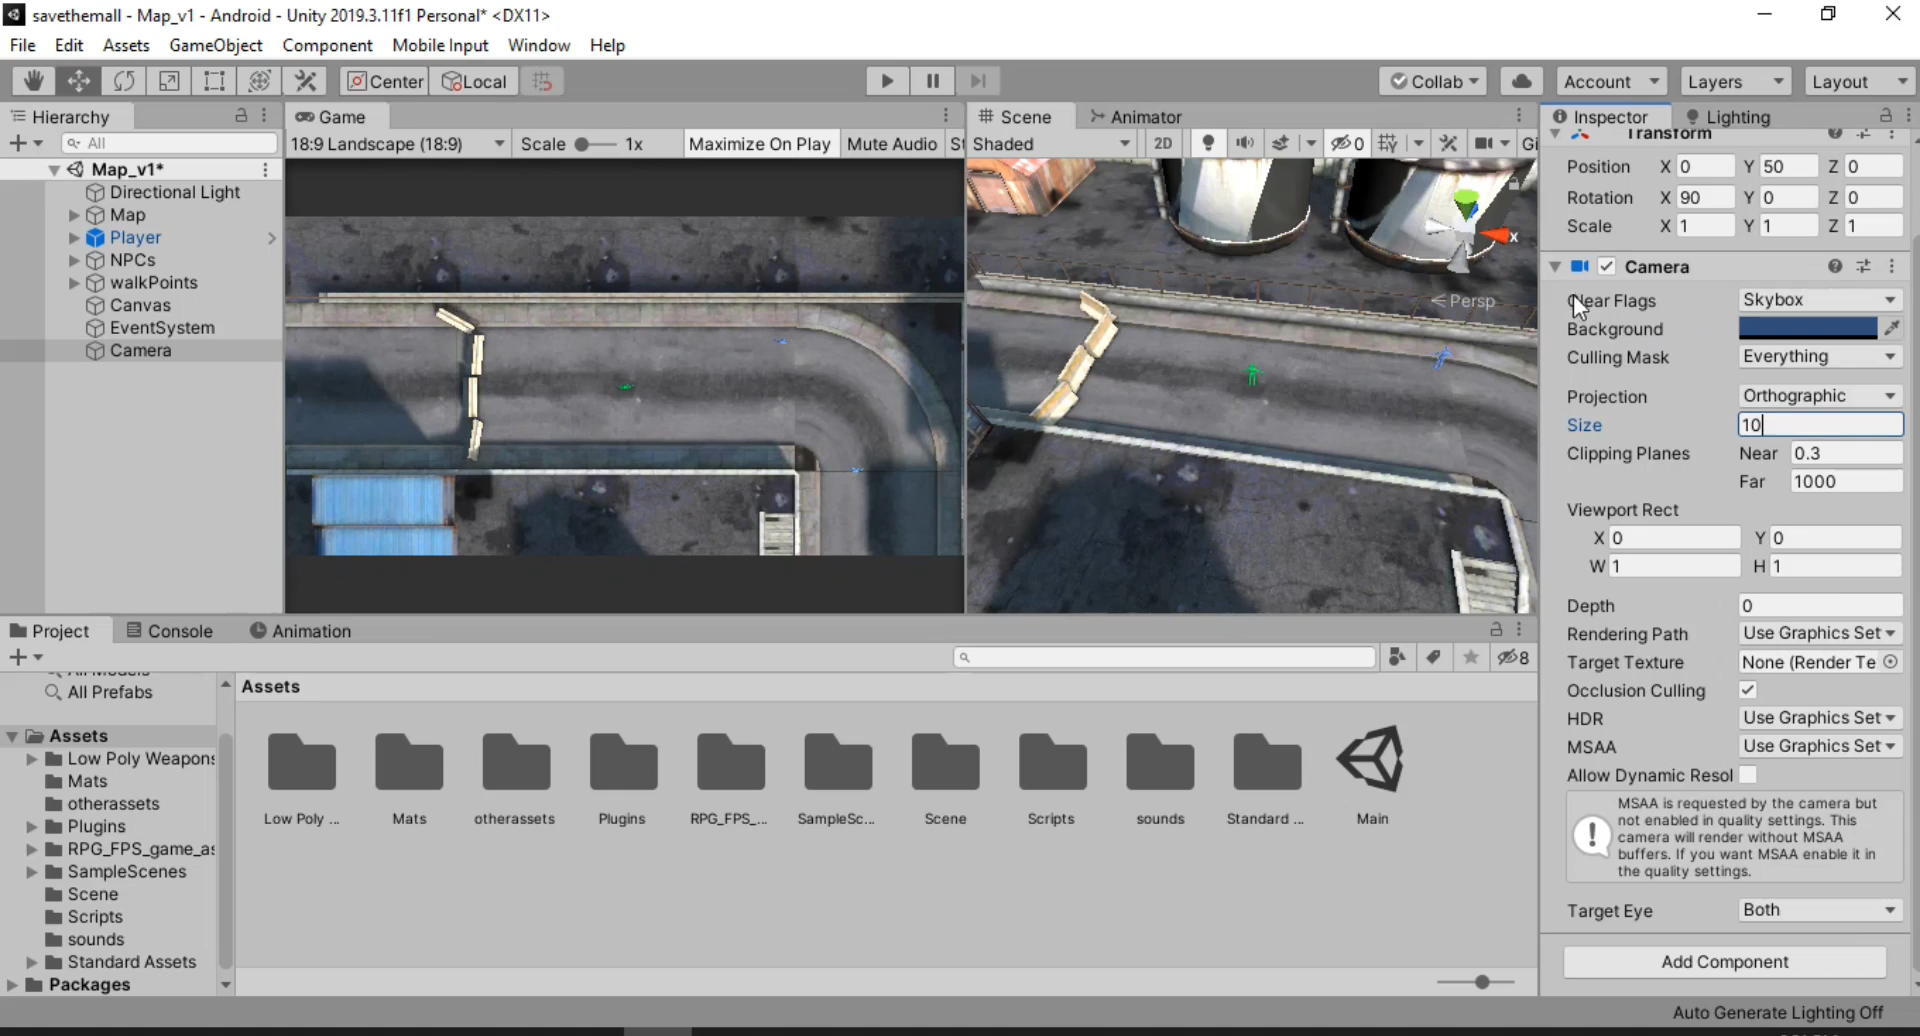 savethemall - Map_v1 - Android - Unity 2019.3.11f1 Personal* <DX11>
File Edit Assets GameObject Component Mobile Input Window Help
Center Local Collab Account Layers Layout
Hierarchy
All
Map_v1*
Directional Light
Map
Player
NPCs
walkPoints
Canvas
EventSystem
Camera
Game
18:9 Landscape (18:9) Scale 1x Maximize On Play Mute Audio St
Scene Animator
Shaded 2D 0 Gi
x
Persp
Inspector Lighting
Transform
Position X 0 Y 50 Z 0
Rotation X 90 Y 0 Z 0
Scale X 1 Y 1 Z 1
Camera
Clear Flags Skybox
Background
Culling Mask Everything
Projection Orthographic
Size 10
Clipping Planes Near 0.3
Far 1000
Viewport Rect
X 0 Y 0
W 1 H 1
Depth 0
Rendering Path Use Graphics Set
Target Texture None (Render Te
Occlusion Culling
HDR Use Graphics Set
MSAA Use Graphics Set
Allow Dynamic Resol
MSAA is requested by the camera but
not enabled in quality settings. This
camera will render without MSAA
buffers. If you want MSAA enable it in
the quality settings.
Target Eye Both
Add Component
Project Console Animation
8
All Prefabs
Assets
Low Poly Weapons
Mats
otherassets
Plugins
RPG_FPS_game_as
SampleScenes
Scene
Scripts
sounds
Standard Assets
Packages
Assets
Low Poly ... Mats otherassets Plugins RPG_FPS_... SampleSc... Scene Scripts sounds Standard ... Main
Auto Generate Lighting Off